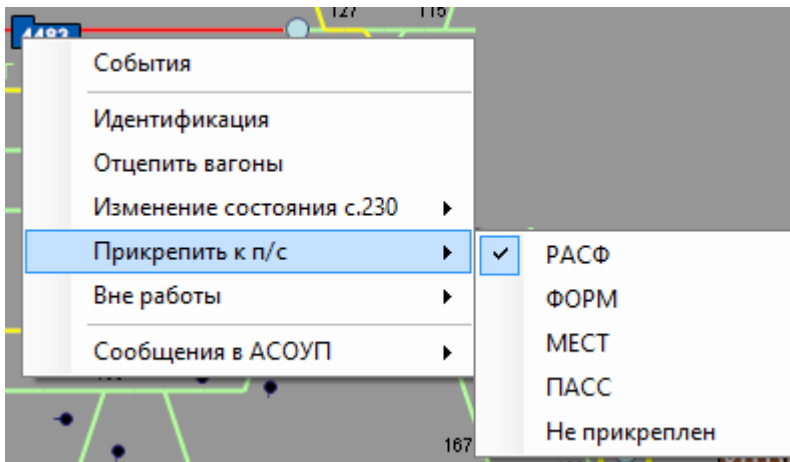 127 115
4483
События
Идентификация
Отцепить вагоны
Изменение состояния с.230
Прикрепить к п/с
РАСФ
Вне работы
ФОРМ
Сообщения в АСОУП
МЕСТ
ПАСС
Не прикреплен
167